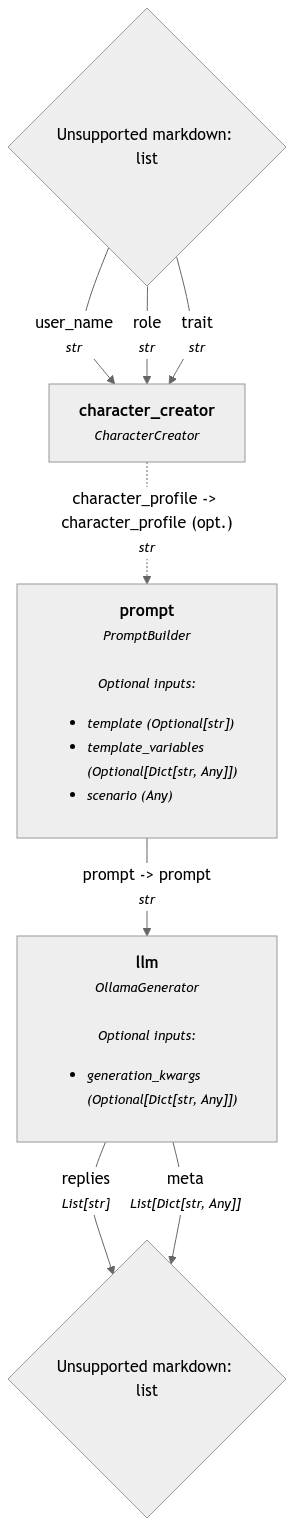 Unsupported markdown:
list
user_name role trait
str str str
character_creator
CharacterCreator
character_profile ->
character_profile (opt.)
str
prompt
PromptBuilder
Optional inputs:
• template (Optional[str])
• template_variables
(Optional[Dict[str, Any]])
• scenario (Any)
prompt -> prompt
str
llm
OllamaGenerator
Optional inputs:
• generation_kwargs
(Optional[Dict[str, Any]])
replies meta
List[str] List[Dict[str, Any]]
Unsupported markdown:
list